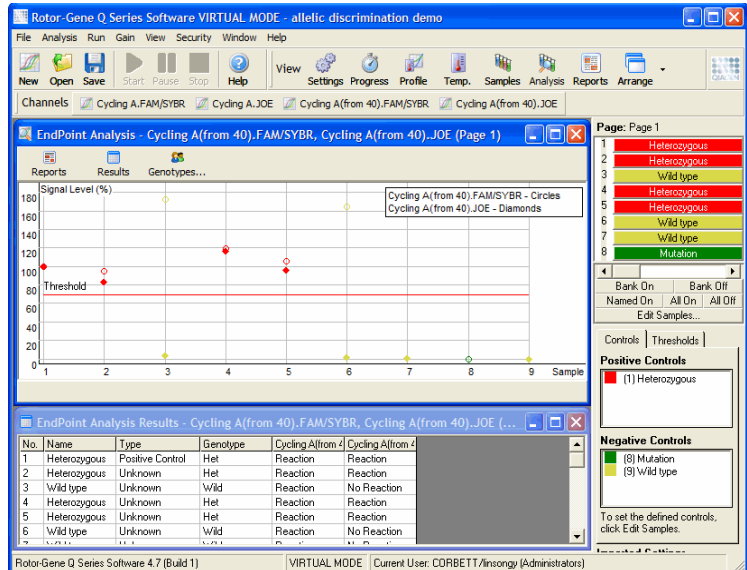 Rotor-Gene Q Series Software VIRTUAL MODE - allelic discrimination demo
File Analysis Run Gain View Security Window Help
New Open Save Start Pause Stop Help View Settings Progress Profile Temp. Samples Analysis Reports Arrange
Channels Cycling A.FAM/SYBR Cycling A.JOE Cycling A(from 40).FAM/SYBR Cycling A(from 40).JOE
EndPoint Analysis - Cycling A(from 40).FAM/SYBR, Cycling A(from 40).JOE (Page 1)
Reports Results Genotypes...
Signal Level (%)
Cycling A(from 40).FAM/SYBR - Circles
Cycling A(from 40).JOE - Diamonds
180
160
140
120
100
80
Threshold
60
40
20
0
1 2 3 4 5 6 7 8 9 Sample
Page: Page 1
1 Heterozygous
2 Heterozygous
3 Wild type
4 Heterozygous
5 Heterozygous
6 Wild type
7 Wild type
8 Mutation
Bank On Bank Off
Named On All On All Off
Edit Samples...
Controls Thresholds
Positive Controls
(1) Heterozygous
Negative Controls
(8) Mutation
(9) Wild type
To set the defined controls,
click Edit Samples.
EndPoint Analysis Results - Cycling A(from 40).FAM/SYBR, Cycling A(from 40).JOE (...
No. Name Type Genotype Cycling A(from 4 Cycling A(from 4
1 Heterozygous Positive Control Het Reaction Reaction
2 Heterozygous Unknown Het Reaction Reaction
3 Wild type Unknown Wild Reaction No Reaction
4 Heterozygous Unknown Het Reaction Reaction
5 Heterozygous Unknown Het Reaction Reaction
6 Wild type Unknown Wild Reaction No Reaction
Rotor-Gene Q Series Software 4.7 (Build 1) VIRTUAL MODE Current User: CORBETT/linsongy (Administrators)